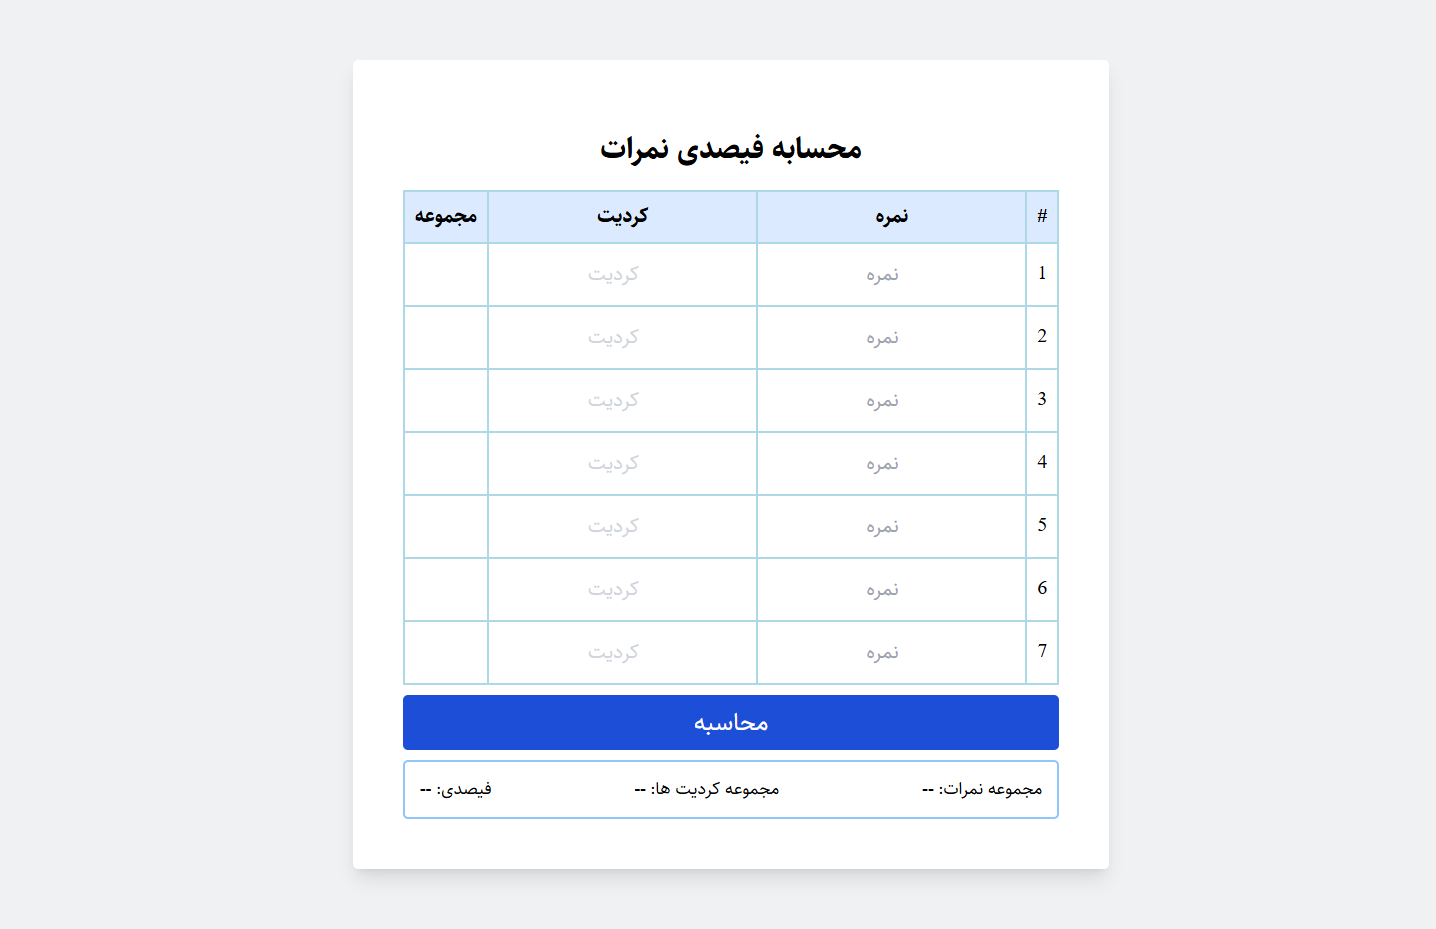 محسابه فیصدی نمرات
# نمره کردیت مجموعه
1 نمره کردیت
2 نمره کردیت
3 نمره کردیت
4 نمره کردیت
5 نمره کردیت
6 نمره کردیت
7 نمره کردیت
محاسبه
مجموعه نمرات: -- مجموعه کردیت ها: -- فیصدی: --